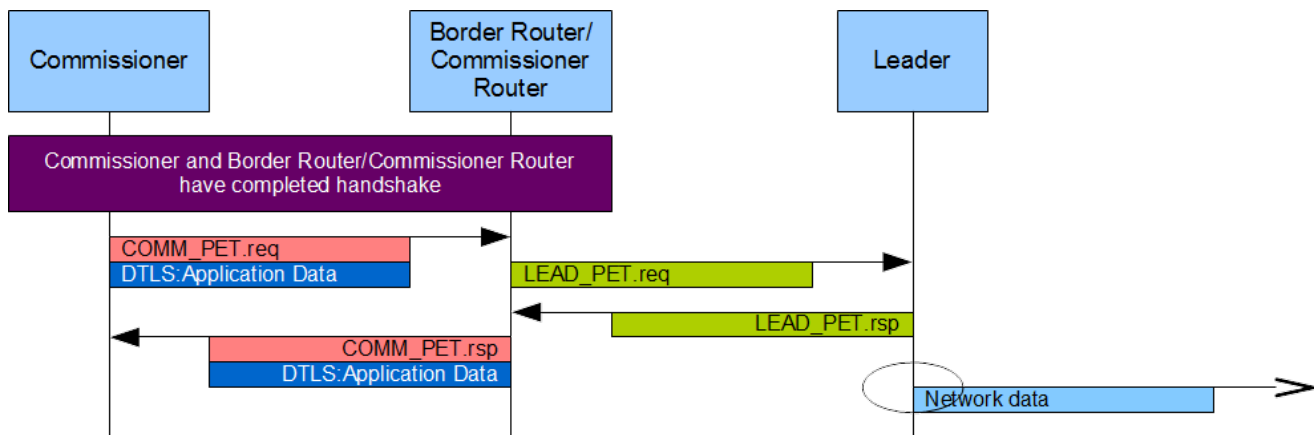 Commissioner
Border Router/
Commissioner
Router
Leader
Commissioner and Border Router/Commissioner Router
have completed handshake
COMM_PET.req
DTLS:Application Data
LEAD_PET.req
LEAD_PET.rsp
COMM_PET.rsp
DTLS:Application Data
Network data